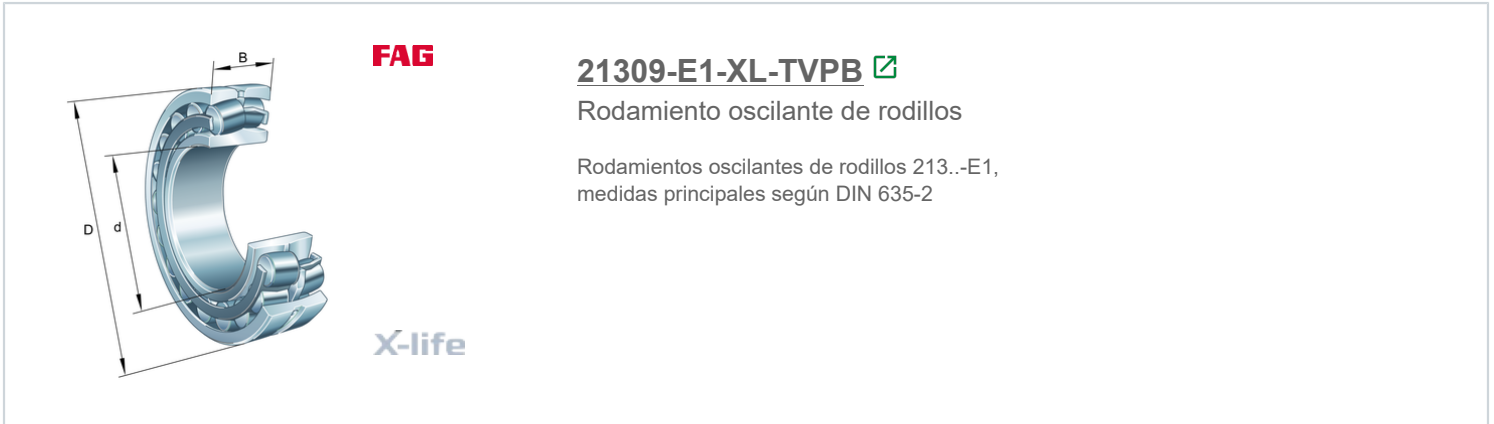 FAG
B
21309-E1-XL-TVPB
Rodamiento oscilante de rodillos
Rodamientos oscilantes de rodillos 213..-E1,
medidas principales según DIN 635-2
D
d
X-life